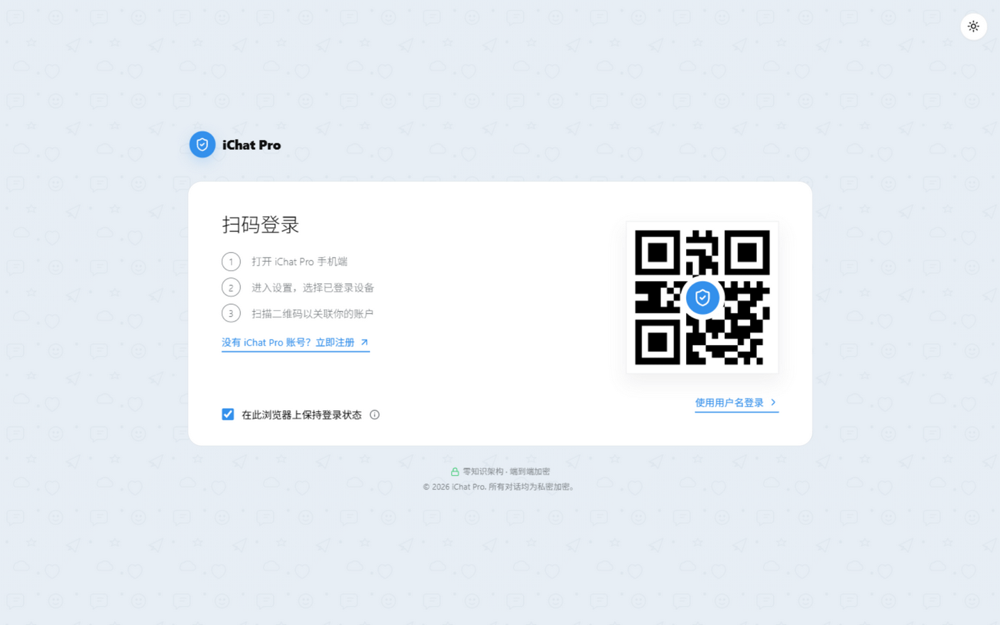 iChat Pro
扫码登录
1 打开 iChat Pro 手机端
2 进入设置，选择已登录设备
3 扫描二维码以关联你的账户
没有 iChat Pro 账号？立即注册
使用用户名登录
在此浏览器上保持登录状态
零知识架构 · 端到端加密
© 2026 iChat Pro. 所有对话均为私密加密。